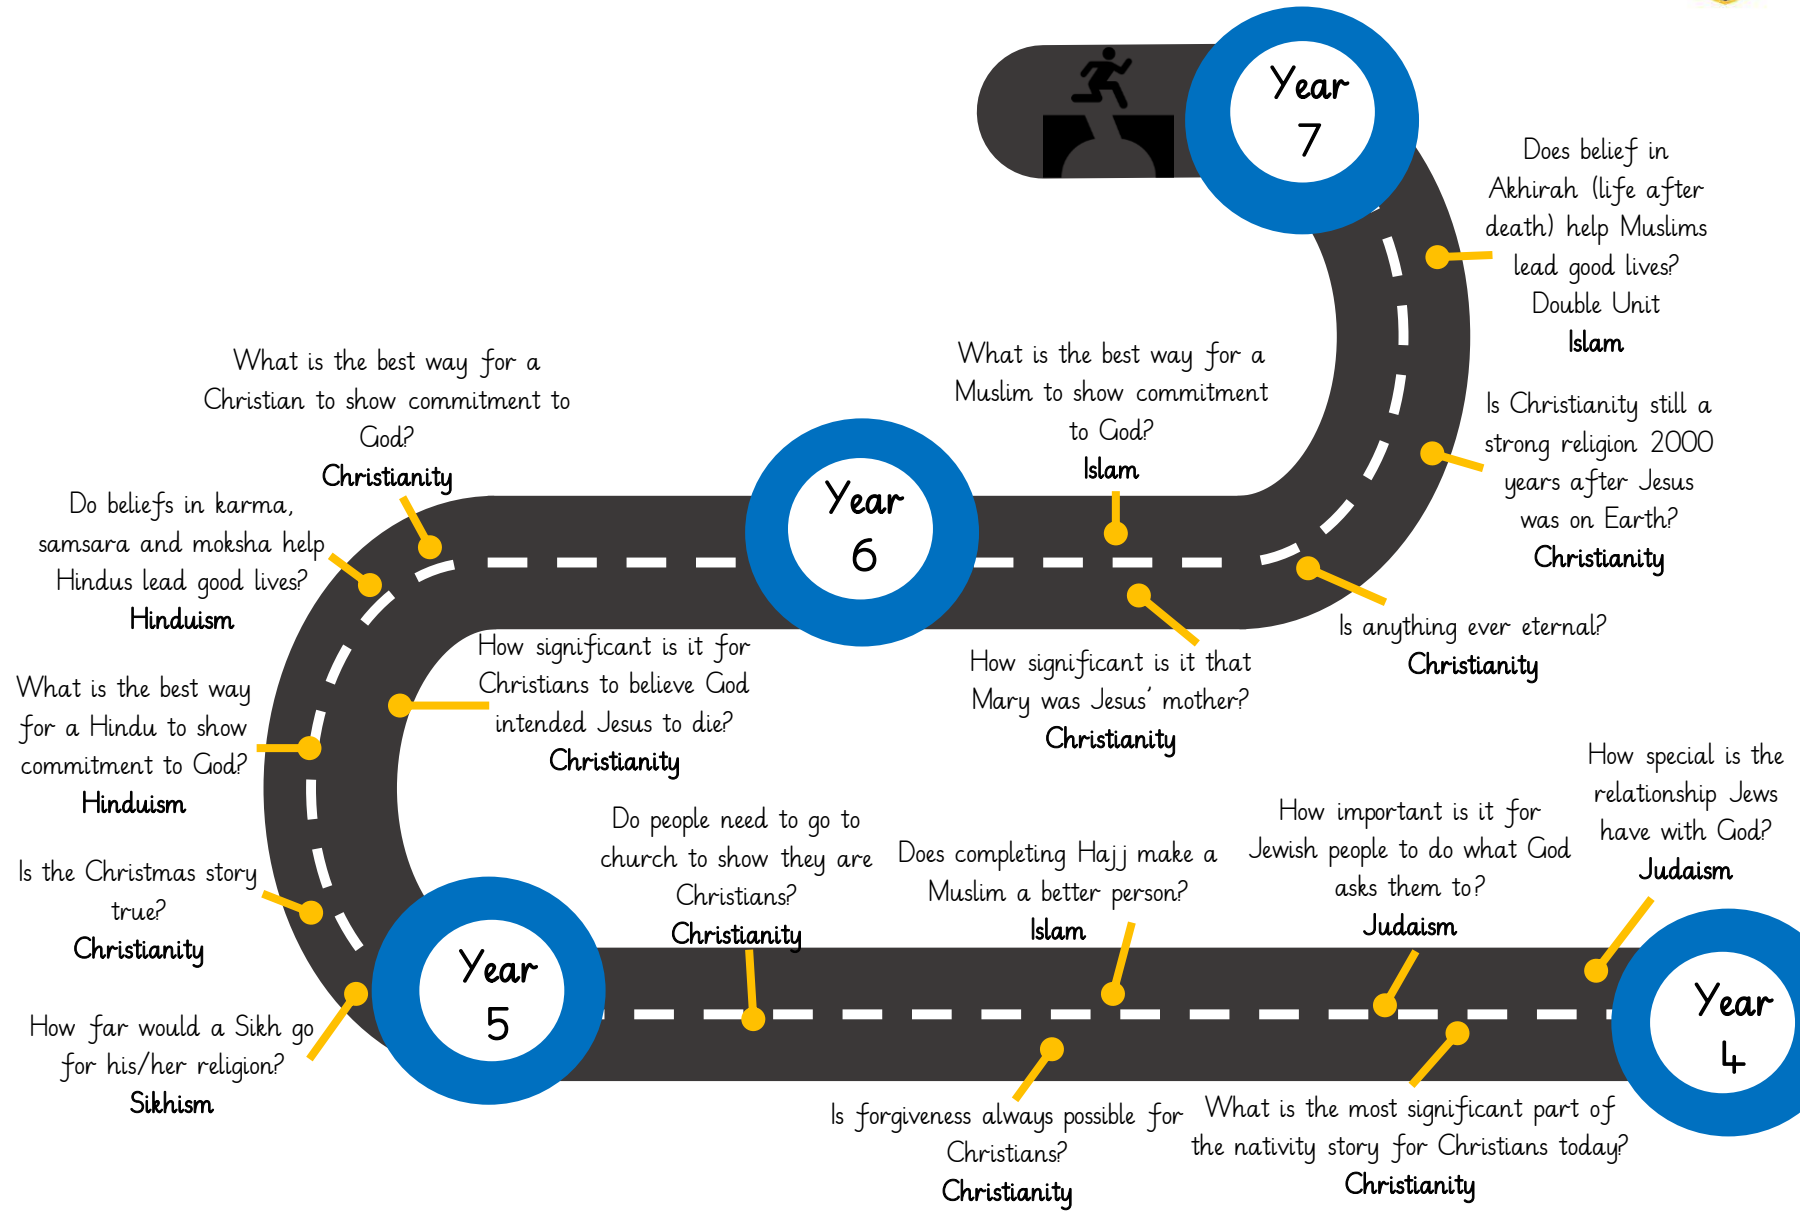 Year
7
Does belief in
Akhirah (life after
death) help Muslims
lead good lives?
Double Unit
Islam
What is the best way for a
Christian to show commitment to
God?
Christianity
What is the best way for a
Muslim to show commitment
to God?
Islam
Is Christianity still a
strong religion 2000
years after Jesus
was on Earth?
Christianity
Do beliefs in karma,
samsara and moksha help
Hindus lead good lives?
Hinduism
Year
6
How significant is it for
Christians to believe God
intended Jesus to die?
Christianity
How significant is it that
Mary was Jesus' mother?
Christianity
Is anything ever eternal?
Christianity
What is the best way
for a Hindu to show
commitment to God?
Hinduism
Is the Christmas story
true?
Christianity
Do people need to go to
church to show they are
Christians?
Christianity
Does completing Hajj make a
Muslim a better person?
Islam
How important is it for
Jewish people to do what God
asks them to?
Judaism
How special is the
relationship Jews
have with God?
Judaism
Year
5
Year
4
How far would a Sikh go
for his/her religion?
Sikhism
Is forgiveness always possible for
Christians?
Christianity
What is the most significant part of
the nativity story for Christians today?
Christianity